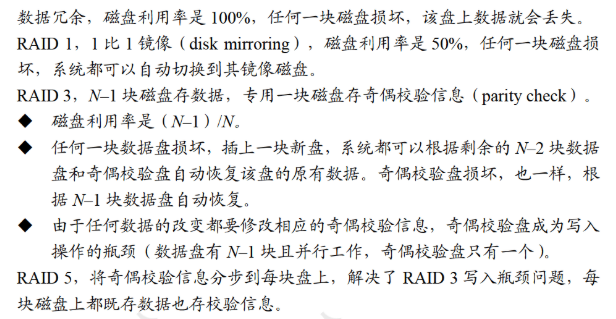 数据冗余，磁盘利用率是 100%，任何一块磁盘损坏，该盘上数据就会丢失。
RAID 1，1 比 1 镜像（disk mirroring），磁盘利用率是 50%，任何一块磁盘损
坏，系统都可以自动切换到其镜像磁盘。
RAID 3，N–1 块磁盘存数据，专用一块磁盘存奇偶校验信息（parity check）。
◆ 磁盘利用率是（N–1）/N。
◆ 任何一块数据盘损坏，插上一块新盘，系统都可以根据剩余的 N–2 块数据
盘和奇偶校验盘自动恢复该盘的原有数据。奇偶校验盘损坏，也一样，根
据 N–1 块数据盘自动恢复。
◆ 由于任何数据的改变都要修改相应的奇偶校验信息，奇偶校验盘成为写入
操作的瓶颈（数据盘有 N–1 块且并行工作，奇偶校验盘只有一个）。
RAID 5，将奇偶校验信息分步到每块盘上，解决了 RAID 3 写入瓶颈问题，每
块磁盘上都既存数据也存校验信息。